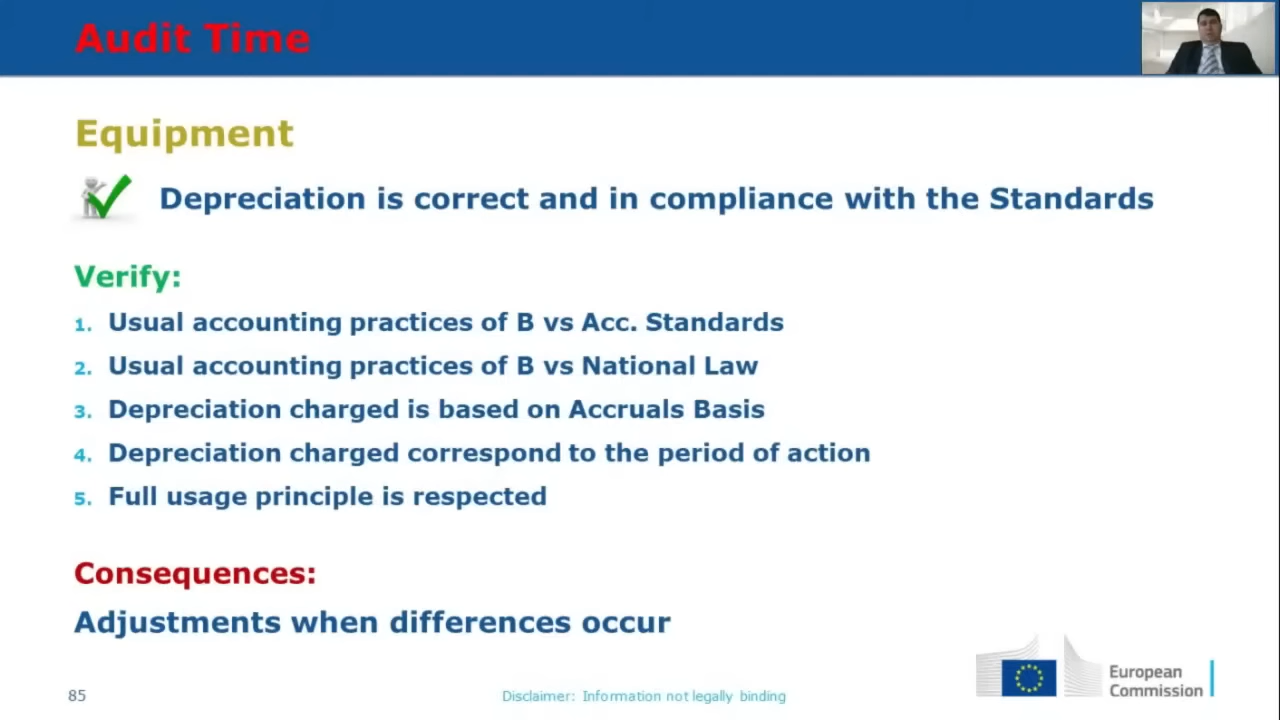 Audit Time
Equipment
Depreciation is correct and in compliance with the Standards
Verify:
1. Usual accounting practices of B vs Acc. Standards
2. Usual accounting practices of B vs National Law
3. Depreciation charged is based on Accruals Basis
4. Depreciation charged correspond to the period of action
5. Full usage principle is respected
Consequences:
Adjustments when differences occur
European
Commission
85
Disclaimer: Information not legally binding